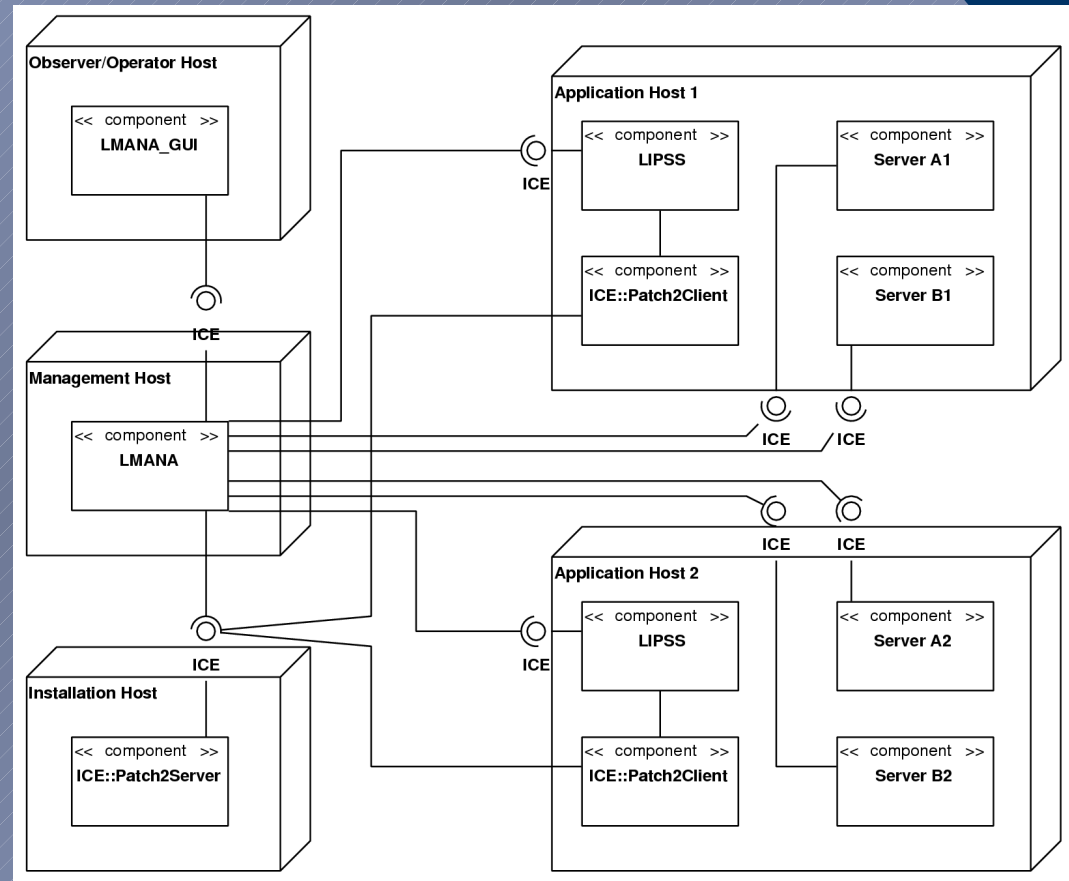 Observer/Operator Host
<< component >>
LMANA_GUI
ICE
Management Host
<< component >>
LMANA
ICE
Installation Host
<< component >>
ICE::Patch2Server
Application Host 1
<< component >>
LIPSS
ICE
<< component >>
Server A1
<< component >>
ICE::Patch2Client
<< component >>
Server B1
ICE
ICE
ICE
ICE
Application Host 2
<< component >>
LIPSS
ICE
<< component >>
Server A2
<< component >>
ICE::Patch2Client
<< component >>
Server B2